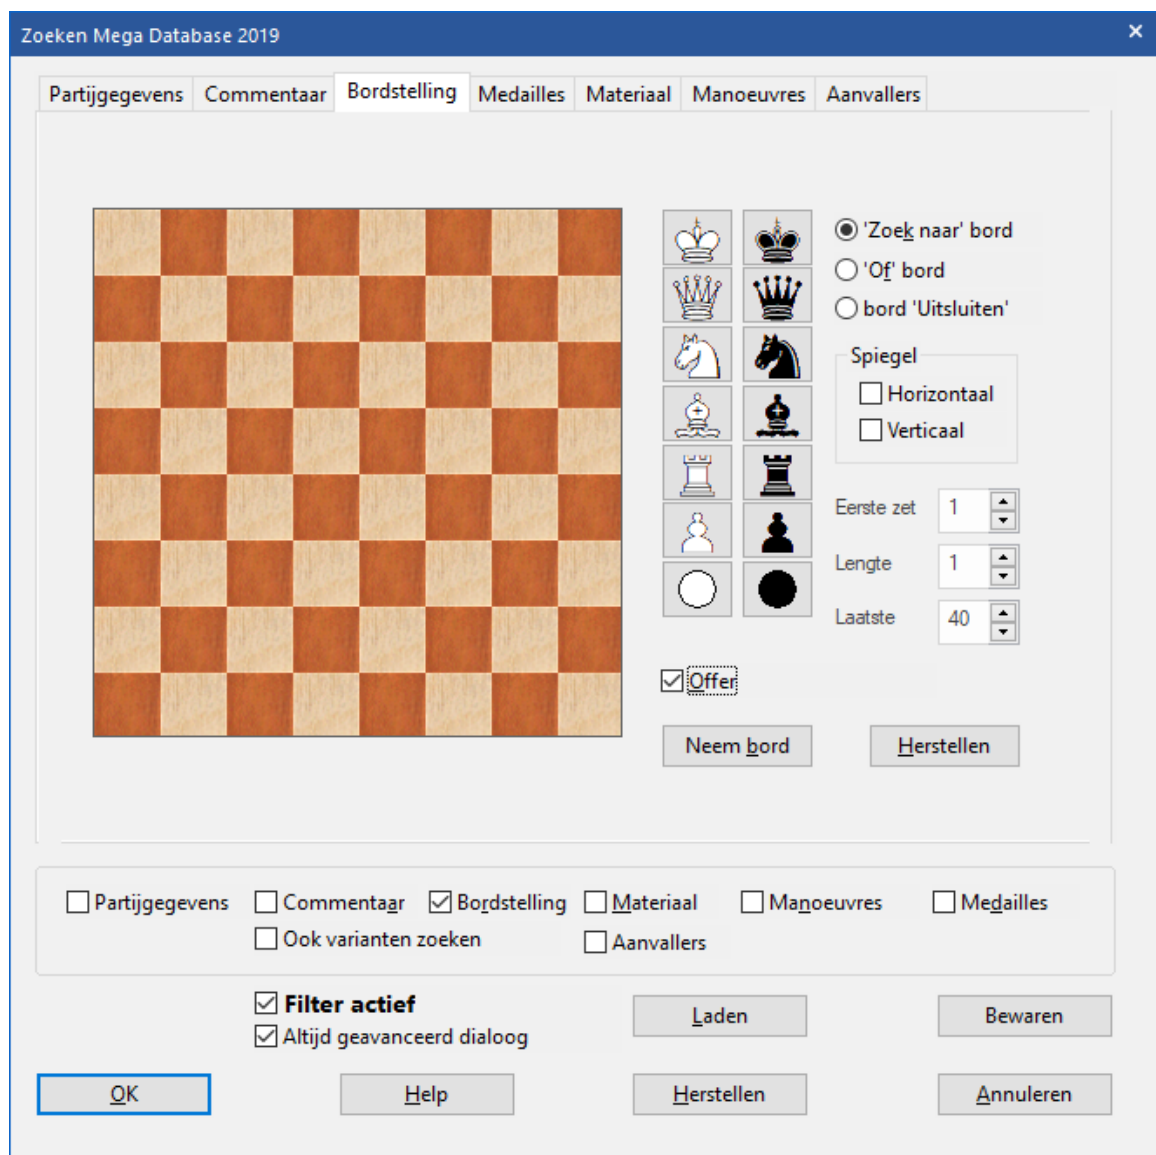 Zoeken Mega Database 2019
Partijgegevens Commentaar Bordstelling Medailles Materiaal Manoeuvres Aanvallers
'Zoek naar' bord
'Of' bord
bord 'Uitsluiten'
Spiegel
Horizontaal
Verticaal
Eerste zet 1
Lengte 1
Laatste 40
Offer
Neem bord Herstellen
Partijgegevens Commentaar Bordstelling Materiaal Manoeuvres Medailles
Ook varianten zoeken Aanvallers
Filter actief
Altijd geavanceerd dialoog
Laden Bewaren
OK Help Herstellen Annuleren